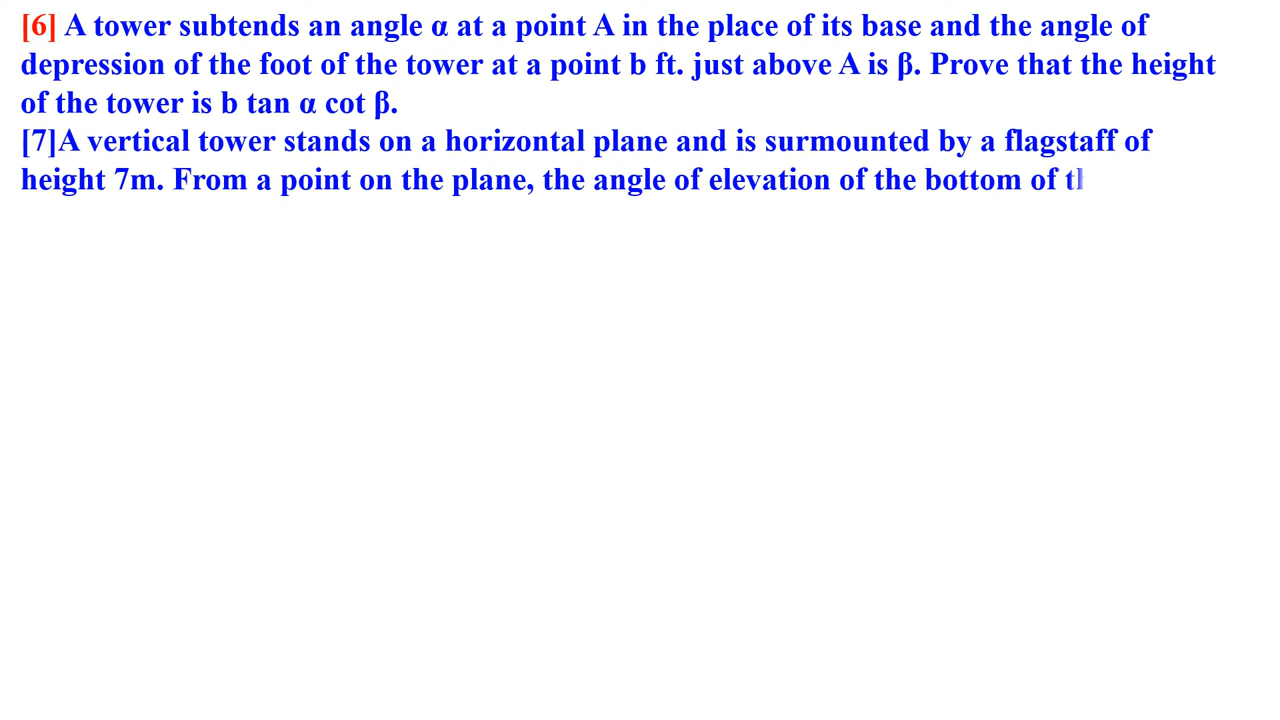 [6] A tower subtends an angle α at a point A in the place of its base and the angle of
depression of the foot of the tower at a point b ft. just above A is β. Prove that the height
of the tower is b tan α cot β.
[7]A vertical tower stands on a horizontal plane and is surmounted by a flagstaff of
height 7m. From a point on the plane, the angle of elevation of the bottom of